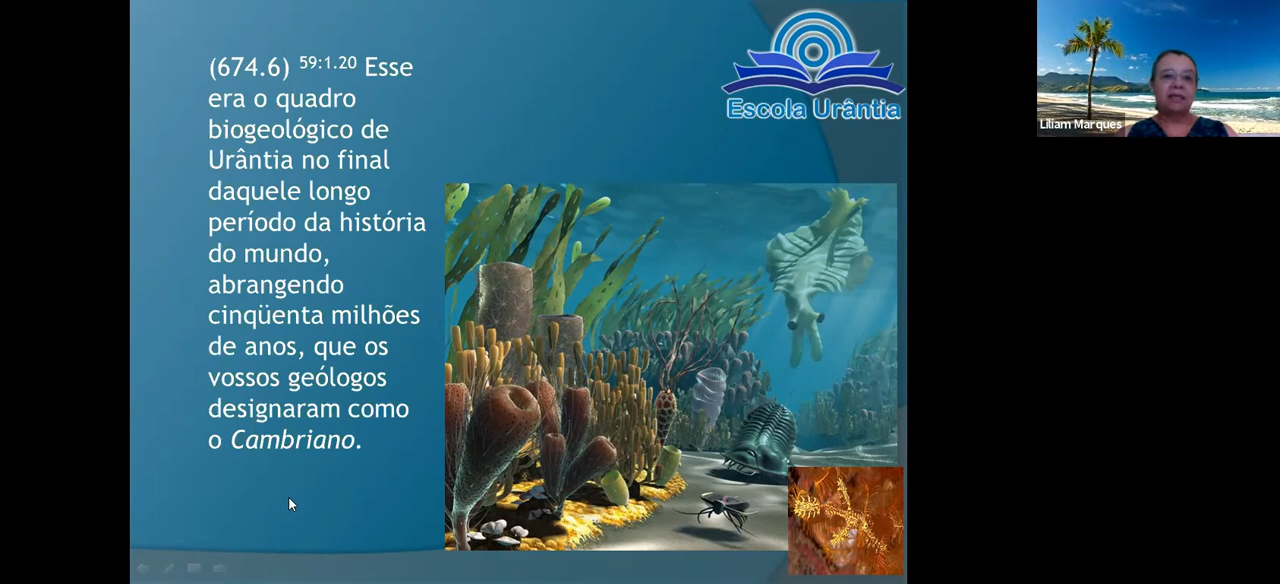 (674.6) 59:1.20 Esse
era o quadro
biogeológico de
Urântia no final
daquele longo
período da história
do mundo,
abrangendo
cinqüenta milhões
de anos, que os
vossos geólogos
designaram como
o Cambriano.
Escola Urântia
Liliam Marques